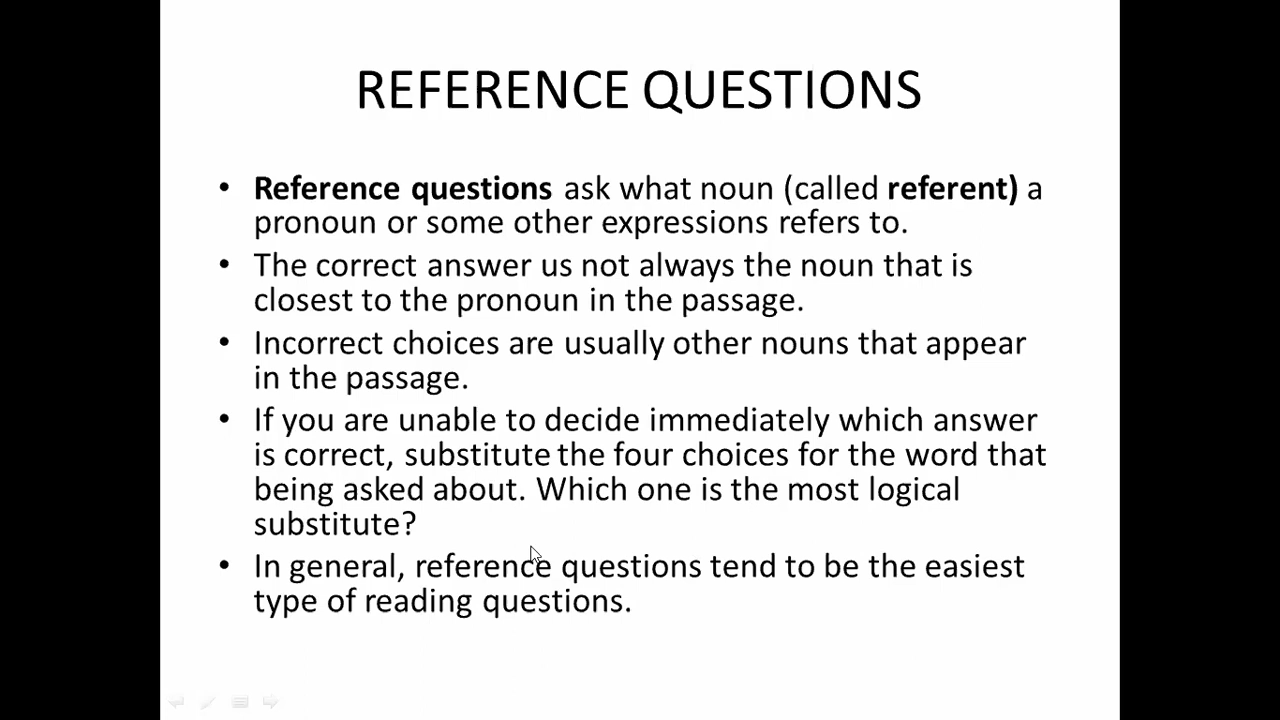 REFERENCE QUESTIONS
• Reference questions ask what noun (called referent) a
pronoun or some other expressions refers to.
• The correct answer us not always the noun that is
closest to the pronoun in the passage.
• Incorrect choices are usually other nouns that appear
in the passage.
• If you are unable to decide immediately which answer
is correct, substitute the four choices for the word that
being asked about. Which one is the most logical
substitute?
• In general, reference questions tend to be the easiest
type of reading questions.